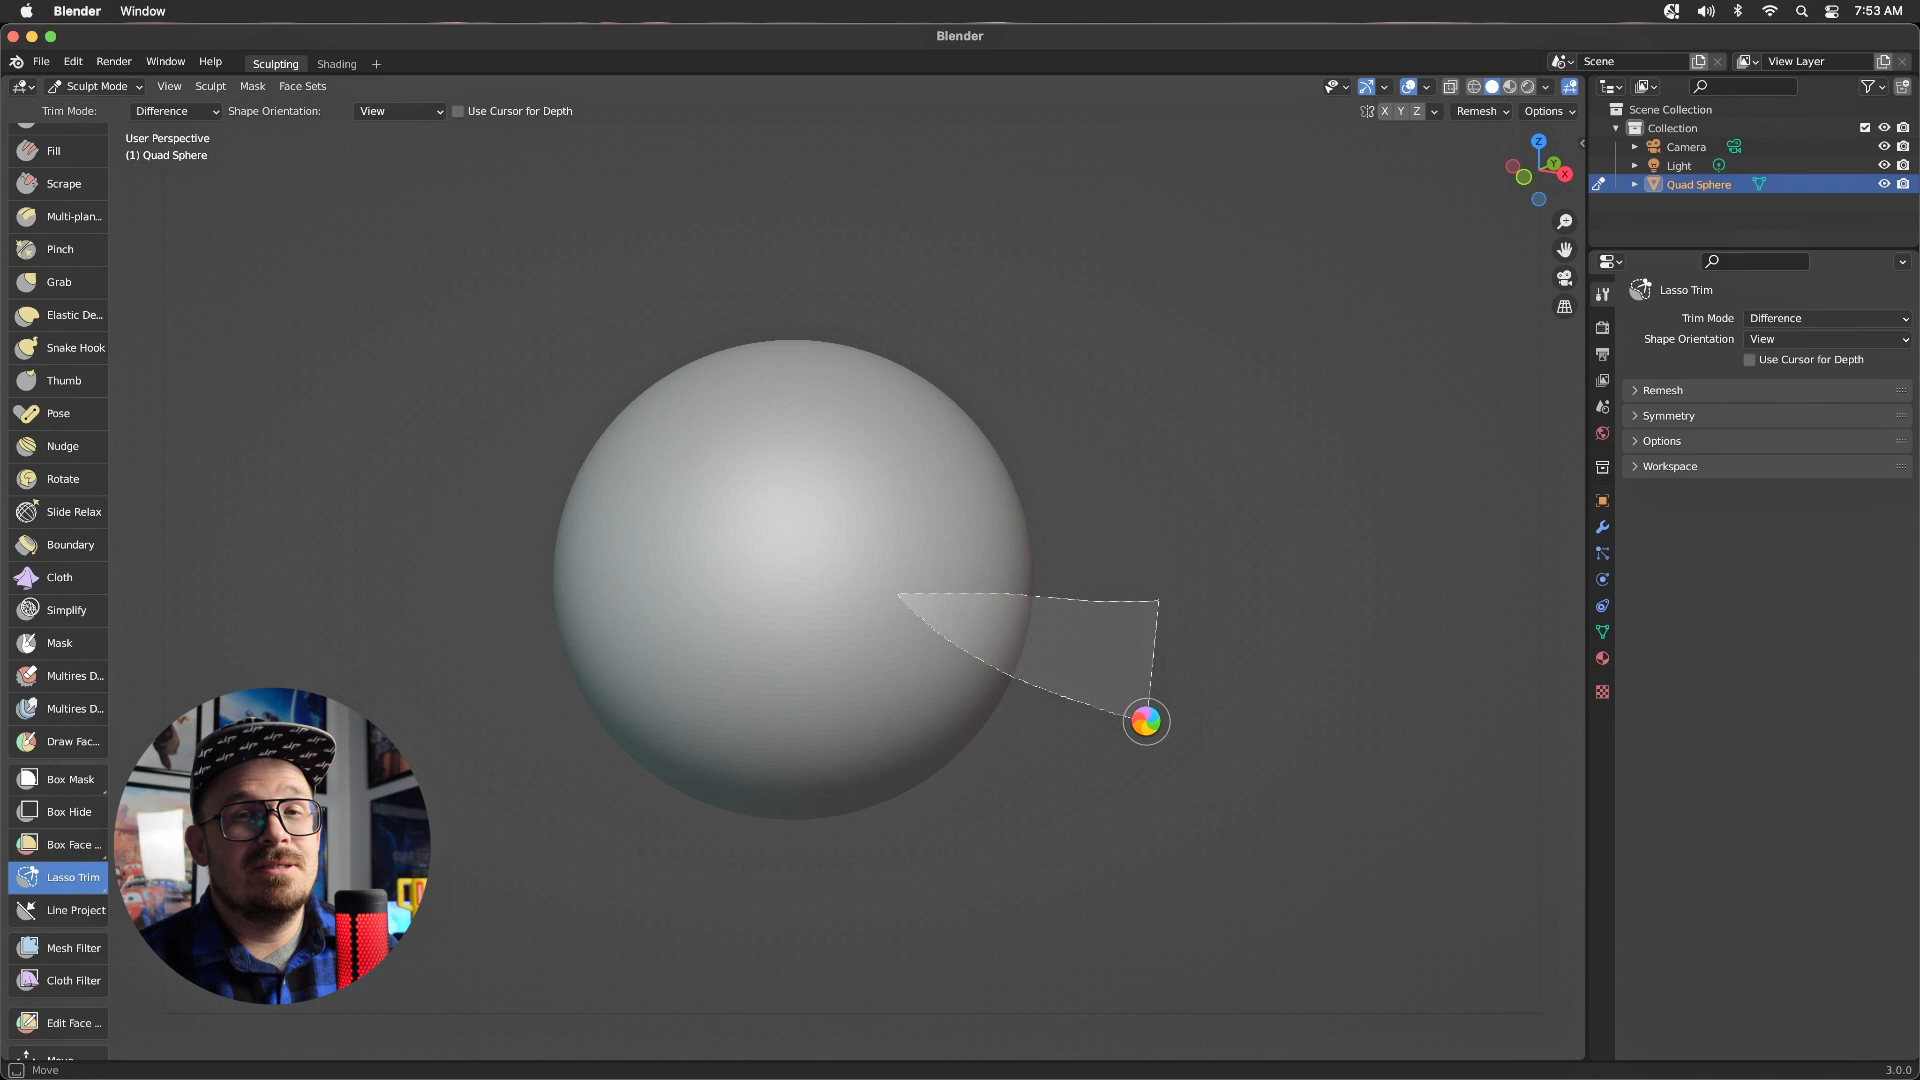 Blender Window 7:53 AM
Blender
File Edit Render Window Help Sculpting Shading + Scene View Layer
Sculpt Mode View Sculpt Mask Face Sets
Trim Mode: Difference Shape Orientation: View Use Cursor for Depth X Y Z Remesh Options
User Perspective
(1) Quad Sphere
Z
Y
X
Fill
Scrape
Multi-plan...
Pinch
Grab
Elastic De...
Snake Hook
Thumb
Pose
Nudge
Rotate
Slide Relax
Boundary
Cloth
Simplify
Mask
Multires D...
Multires D...
Draw Fac...
Box Mask
Box Hide
Box Face ...
Lasso Trim
Line Project
Mesh Filter
Cloth Filter
Edit Face ...
Move
Scene Collection
Collection
Camera
Light
Quad Sphere
Lasso Trim
Trim Mode Difference
Shape Orientation View
Use Cursor for Depth
Remesh
Symmetry
Options
Workspace
Move 3.0.0